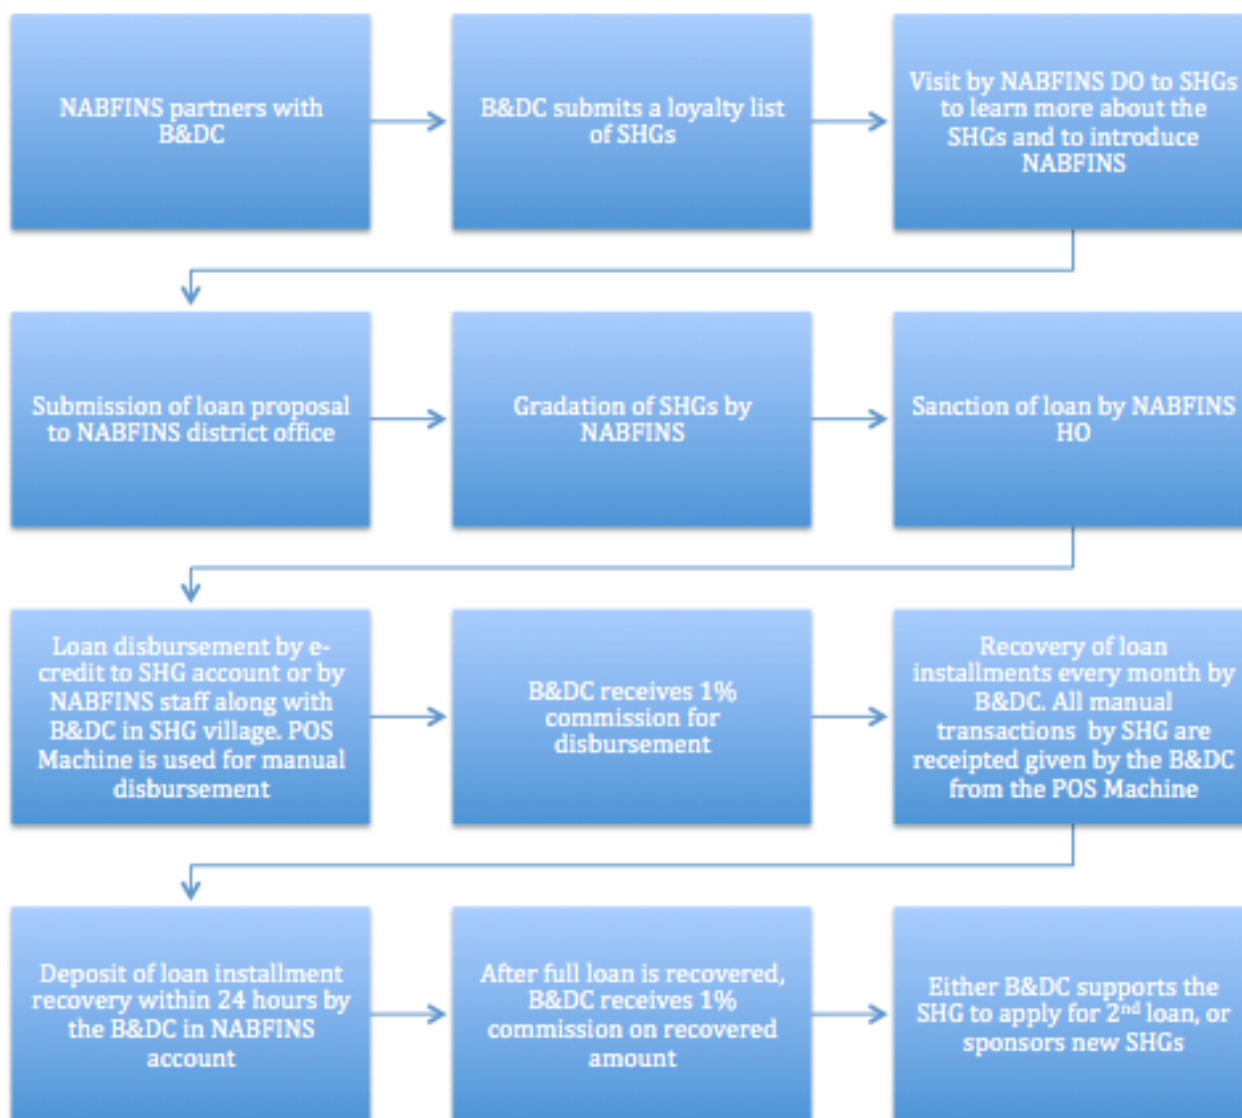 NABFINS partners with
B&DC
B&DC submits a loyalty list
of SHGs
Visit by NABFINS DO to SHGs
to learn more about the
SHGs and to introduce
NABFINS
Submission of loan proposal
to NABFINS district office
Gradation of SHGs by
NABFINS
Sanction of loan by NABFINS
HO
Loan disbursement by e-
credit to SHG account or by
NABFINS staff along with
B&DC in SHG village. POS
Machine is used for manual
disbursement
B&DC receives 1%
commission for
disbursement
Recovery of loan
installments every month by
B&DC. All manual
transactions by SHG are
receipted given by the B&DC
from the POS Machine
Deposit of loan installment
recovery within 24 hours by
the B&DC in NABFINS
account
After full loan is recovered,
B&DC receives 1%
commission on recovered
amount
Either B&DC supports the
SHG to apply for 2nd loan, or
sponsors new SHGs